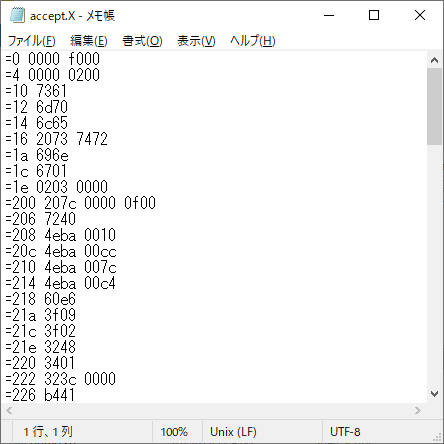 accept.X - メモ帳
ファイル(F) 編集(E) 書式(O) 表示(V) ヘルプ(H)
=0 0000 f000
=4 0000 0200
=10 7361
=12 6d70
=14 6c65
=16 2073 7472
=1a 696e
=1c 6701
=1e 0203 0000
=200 207c 0000 0f00
=206 7240
=208 4eba 0010
=20c 4eba 00cc
=210 4eba 007c
=214 4eba 00c4
=218 60e6
=21a 3f09
=21c 3f02
=21e 3248
=220 3401
=222 323c 0000
=226 b441
1 行、1 列 100% Unix (LF) UTF-8